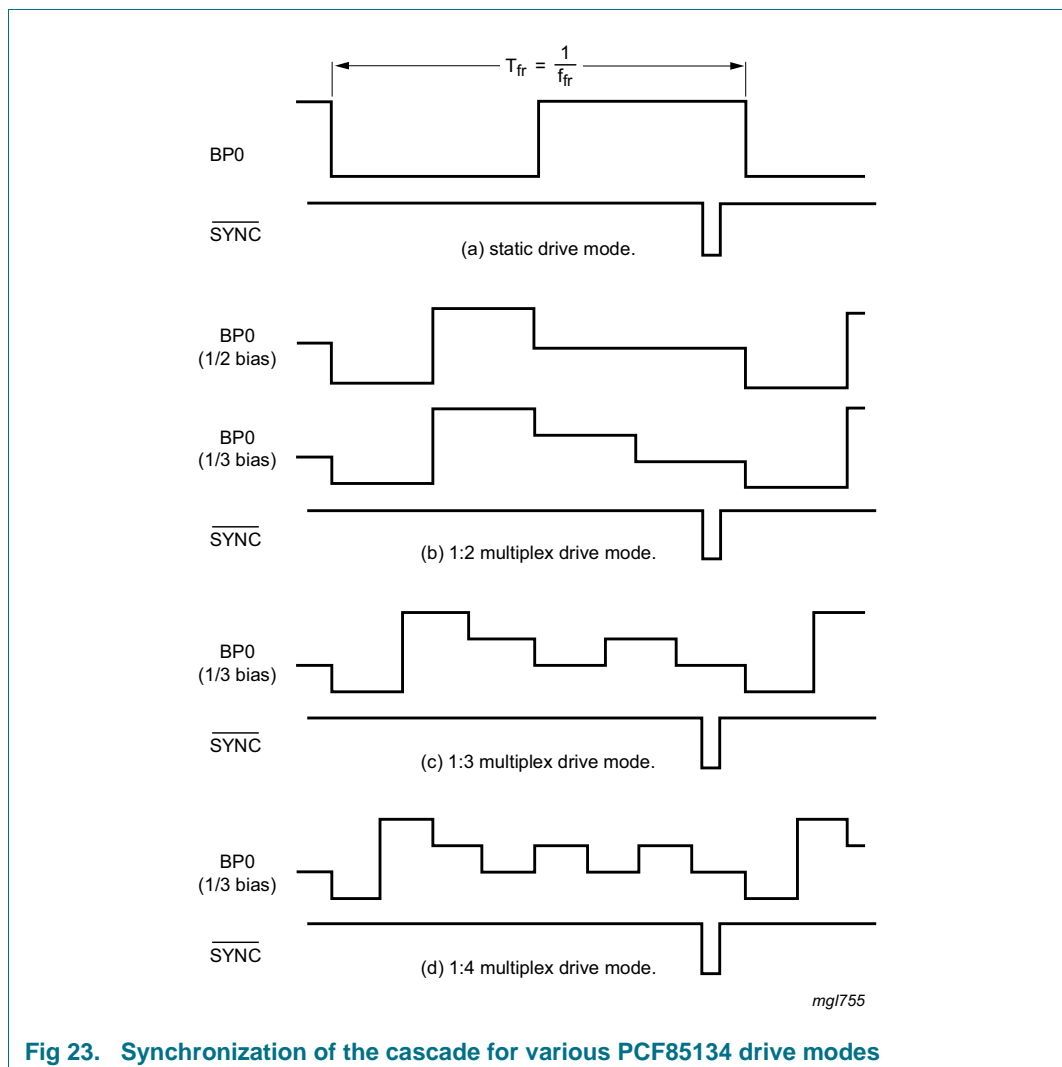 T_fr = 1/f_fr
BP0
SYNC
(a) static drive mode.
BP0
(1/2 bias)
BP0
(1/3 bias)
SYNC
(b) 1:2 multiplex drive mode.
BP0
(1/3 bias)
SYNC
(c) 1:3 multiplex drive mode.
BP0
(1/3 bias)
SYNC
(d) 1:4 multiplex drive mode.
mgl755
Fig 23. Synchronization of the cascade for various PCF85134 drive modes